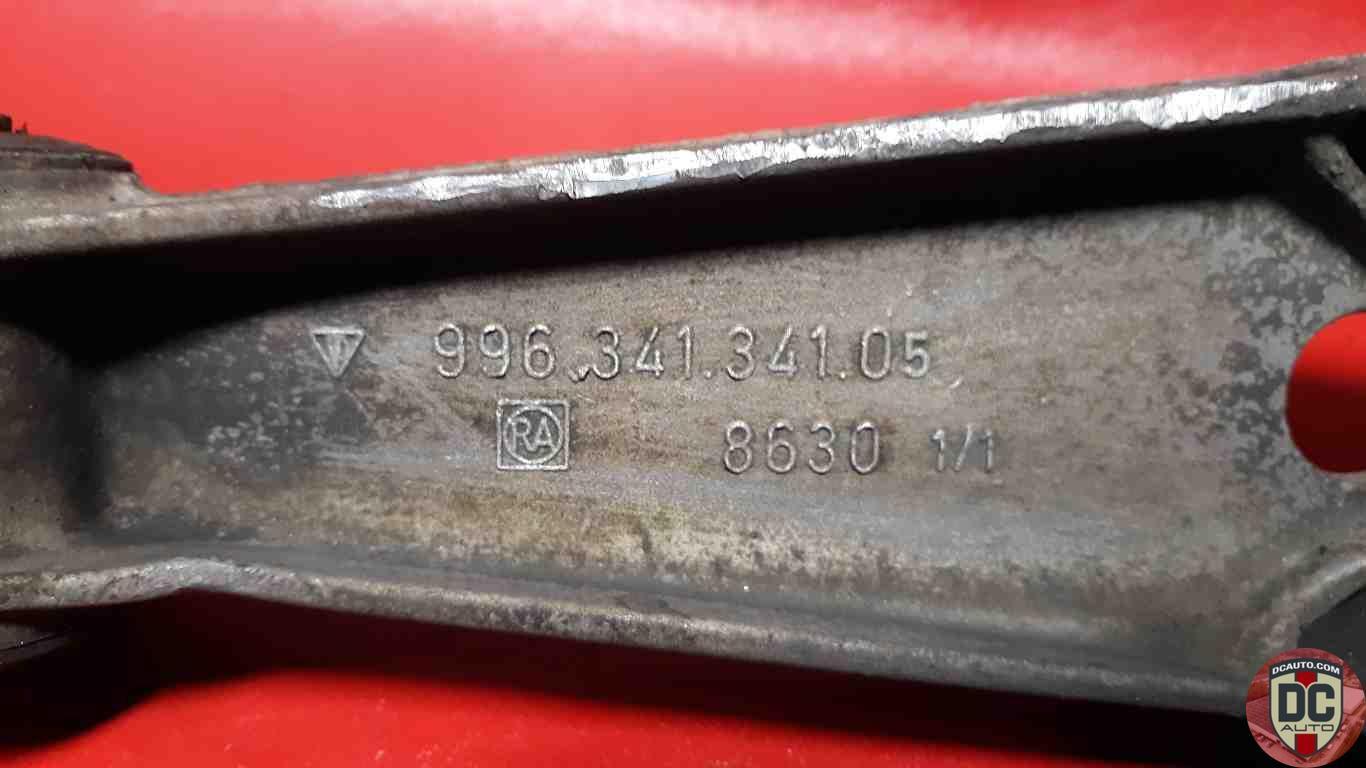 996.341.341.05
RA 8630 1/1
DCAUTO.COM
DC
AUTO